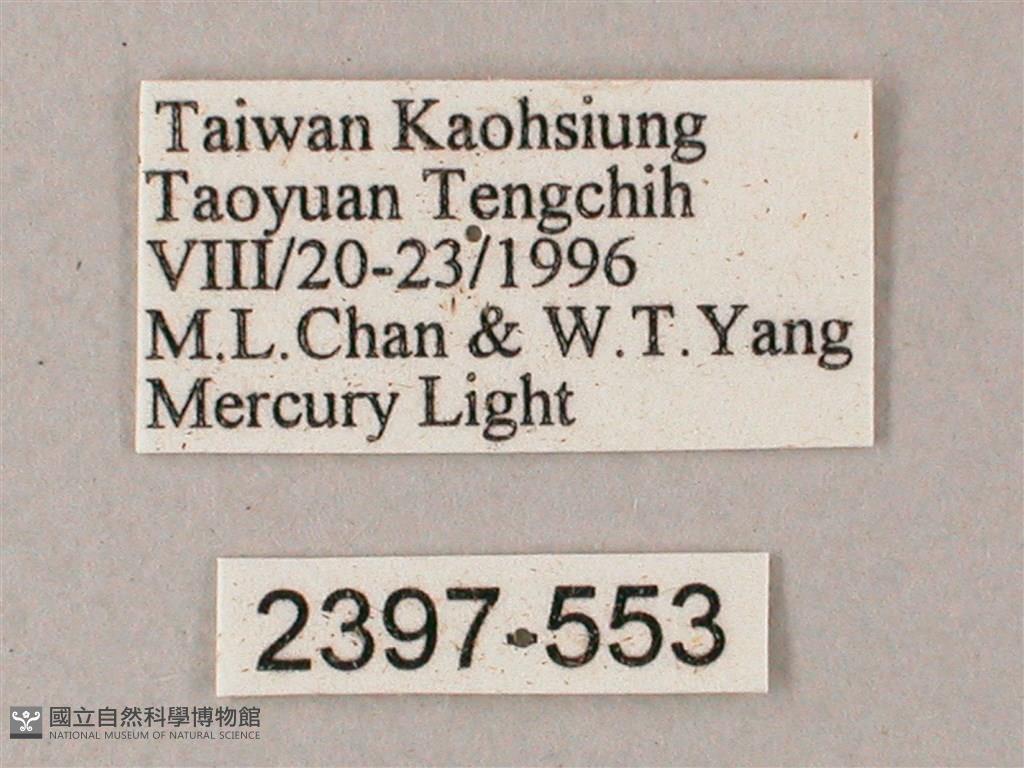 Taiwan Kaohsiung
Taoyuan Tengchih
VIII/20-23/1996
M.L.Chan & W.T.Yang
Mercury Light
2397-553
國立自然科學博物館
NATIONAL MUSEUM OF NATURAL SCIENCE